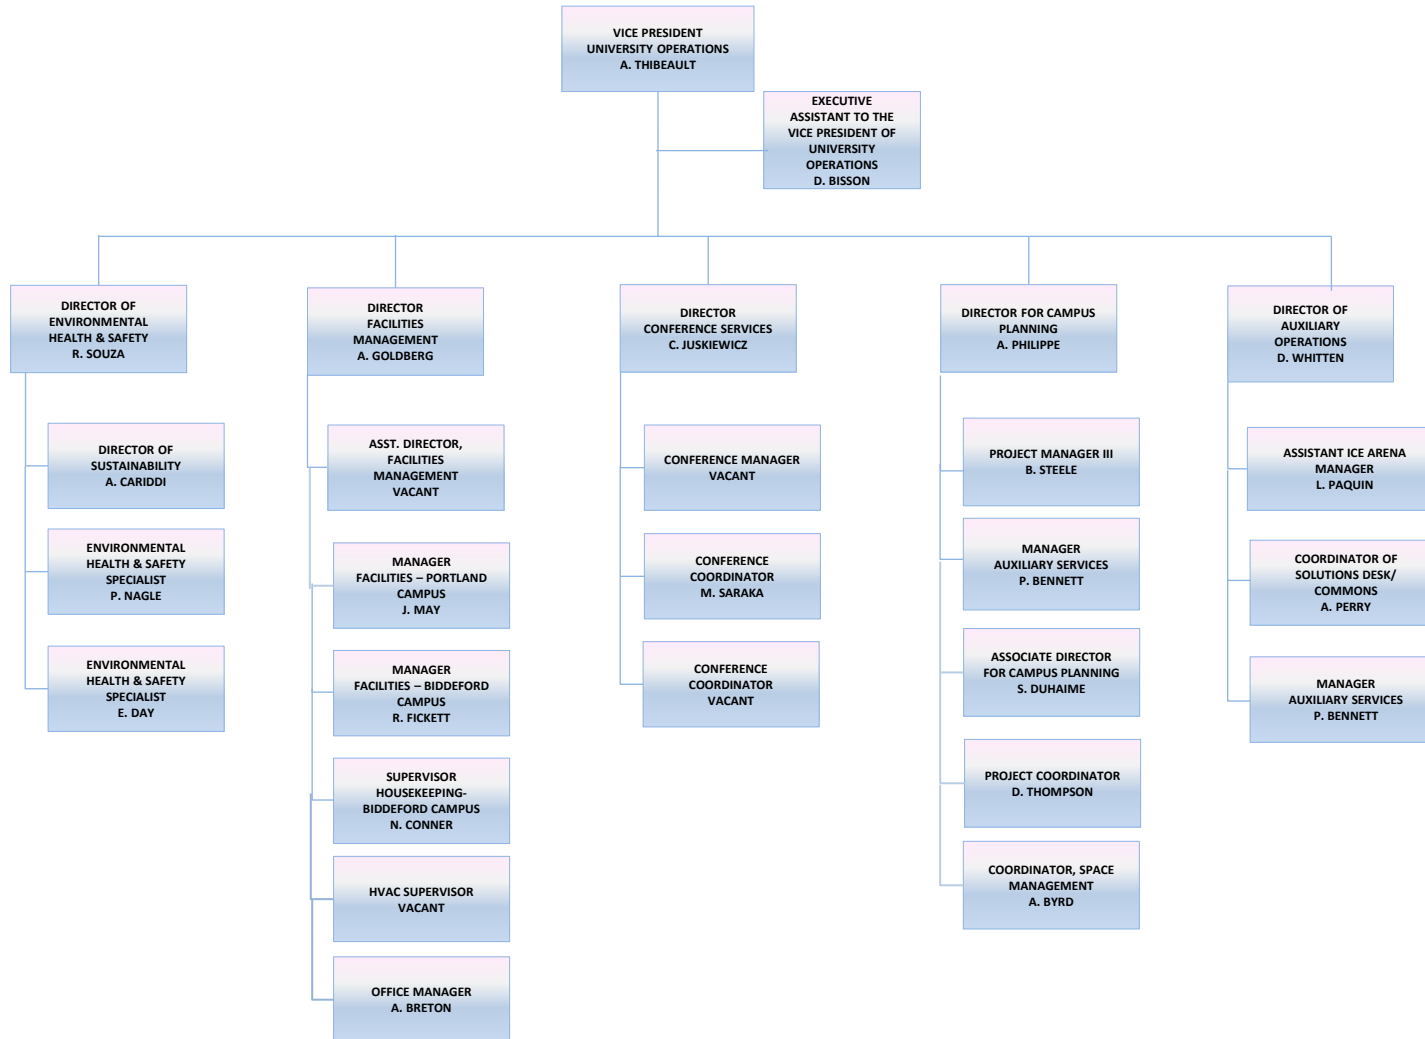 VICE PRESIDENT
UNIVERSITY OPERATIONS
A. THIBEAULT
EXECUTIVE
ASSISTANT TO THE
VICE PRESIDENT OF
UNIVERSITY
OPERATIONS
D. BISSON
DIRECTOR OF
ENVIRONMENTAL
HEALTH & SAFETY
R. SOUZA
DIRECTOR OF
SUSTAINABILITY
A. CARIDDI
ENVIRONMENTAL
HEALTH & SAFETY
SPECIALIST
P. NAGLE
ENVIRONMENTAL
HEALTH & SAFETY
SPECIALIST
E. DAY
DIRECTOR
FACILITIES
MANAGEMENT
A. GOLDBERG
ASST. DIRECTOR,
FACILITIES
MANAGEMENT
VACANT
MANAGER
FACILITIES – PORTLAND
CAMPUS
J. MAY
MANAGER
FACILITIES – BIDDEFORD
CAMPUS
R. FICKETT
SUPERVISOR
HOUSEKEEPING-
BIDDEFORD CAMPUS
N. CONNER
HVAC SUPERVISOR
VACANT
OFFICE MANAGER
A. BRETON
DIRECTOR
CONFERENCE SERVICES
C. JUSKIEWICZ
CONFERENCE MANAGER
VACANT
CONFERENCE
COORDINATOR
M. SARAKA
CONFERENCE
COORDINATOR
VACANT
DIRECTOR FOR CAMPUS
PLANNING
A. PHILIPPE
PROJECT MANAGER III
B. STEELE
MANAGER
AUXILIARY SERVICES
P. BENNETT
ASSOCIATE DIRECTOR
FOR CAMPUS PLANNING
S. DUHAIME
PROJECT COORDINATOR
D. THOMPSON
COORDINATOR, SPACE
MANAGEMENT
A. BYRD
DIRECTOR OF
AUXILIARY
OPERATIONS
D. WHITTEN
ASSISTANT ICE ARENA
MANAGER
L. PAQUIN
COORDINATOR OF
SOLUTIONS DESK/
COMMONS
A. PERRY
MANAGER
AUXILIARY SERVICES
P. BENNETT